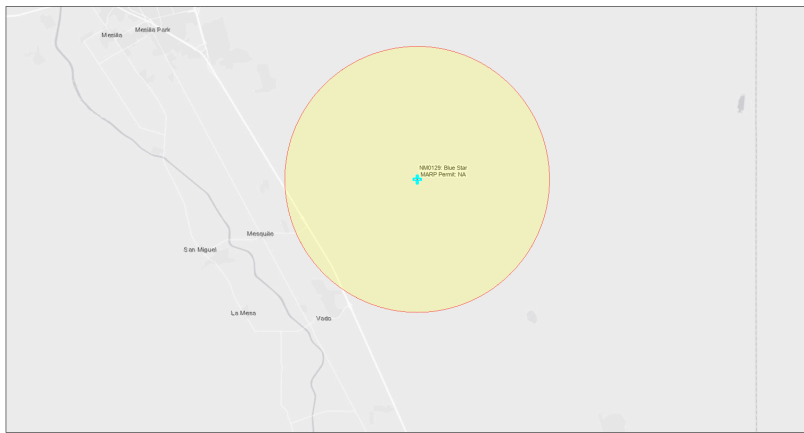 Mesilla Park
Mesilla
NM0129: Blue Star
MARP Permit: NA
Mesquite
San Miguel
La Mesa
Vado